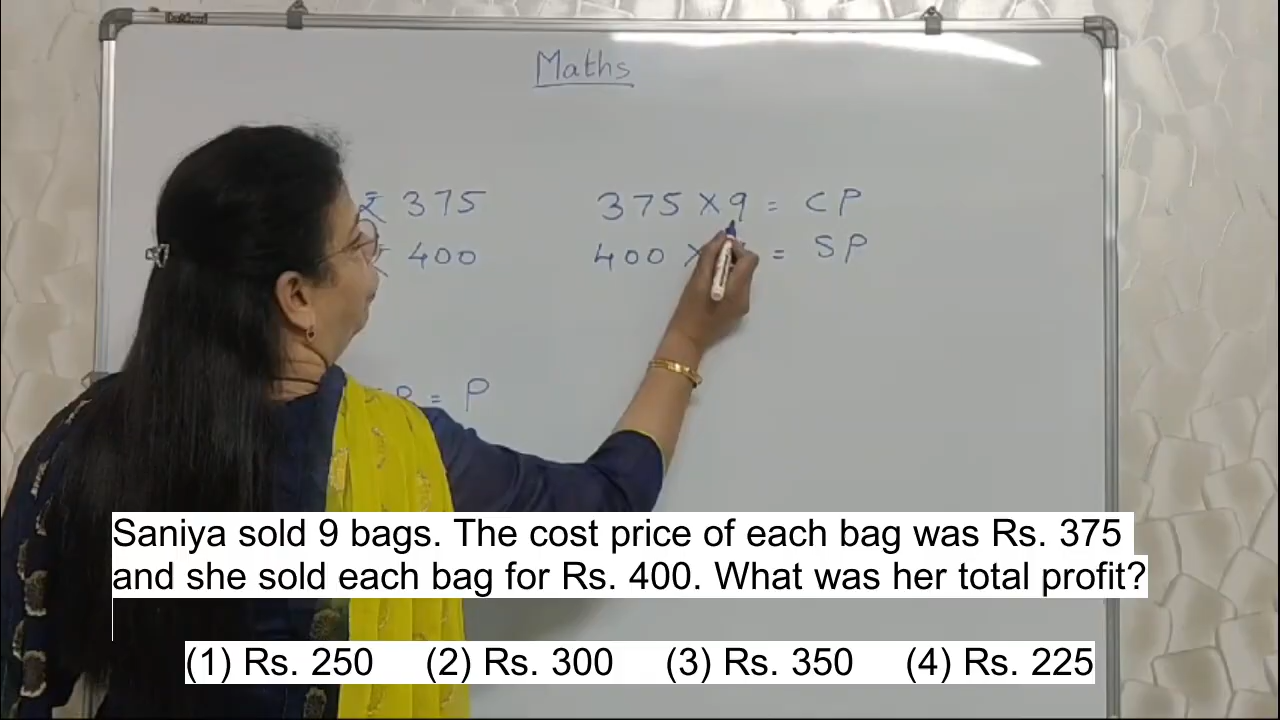 Maths
₹ 375 375 × 9 = CP
400 400 × = SP
= P
Saniya sold 9 bags. The cost price of each bag was Rs. 375
and she sold each bag for Rs. 400. What was her total profit?
(1) Rs. 250 (2) Rs. 300 (3) Rs. 350 (4) Rs. 225